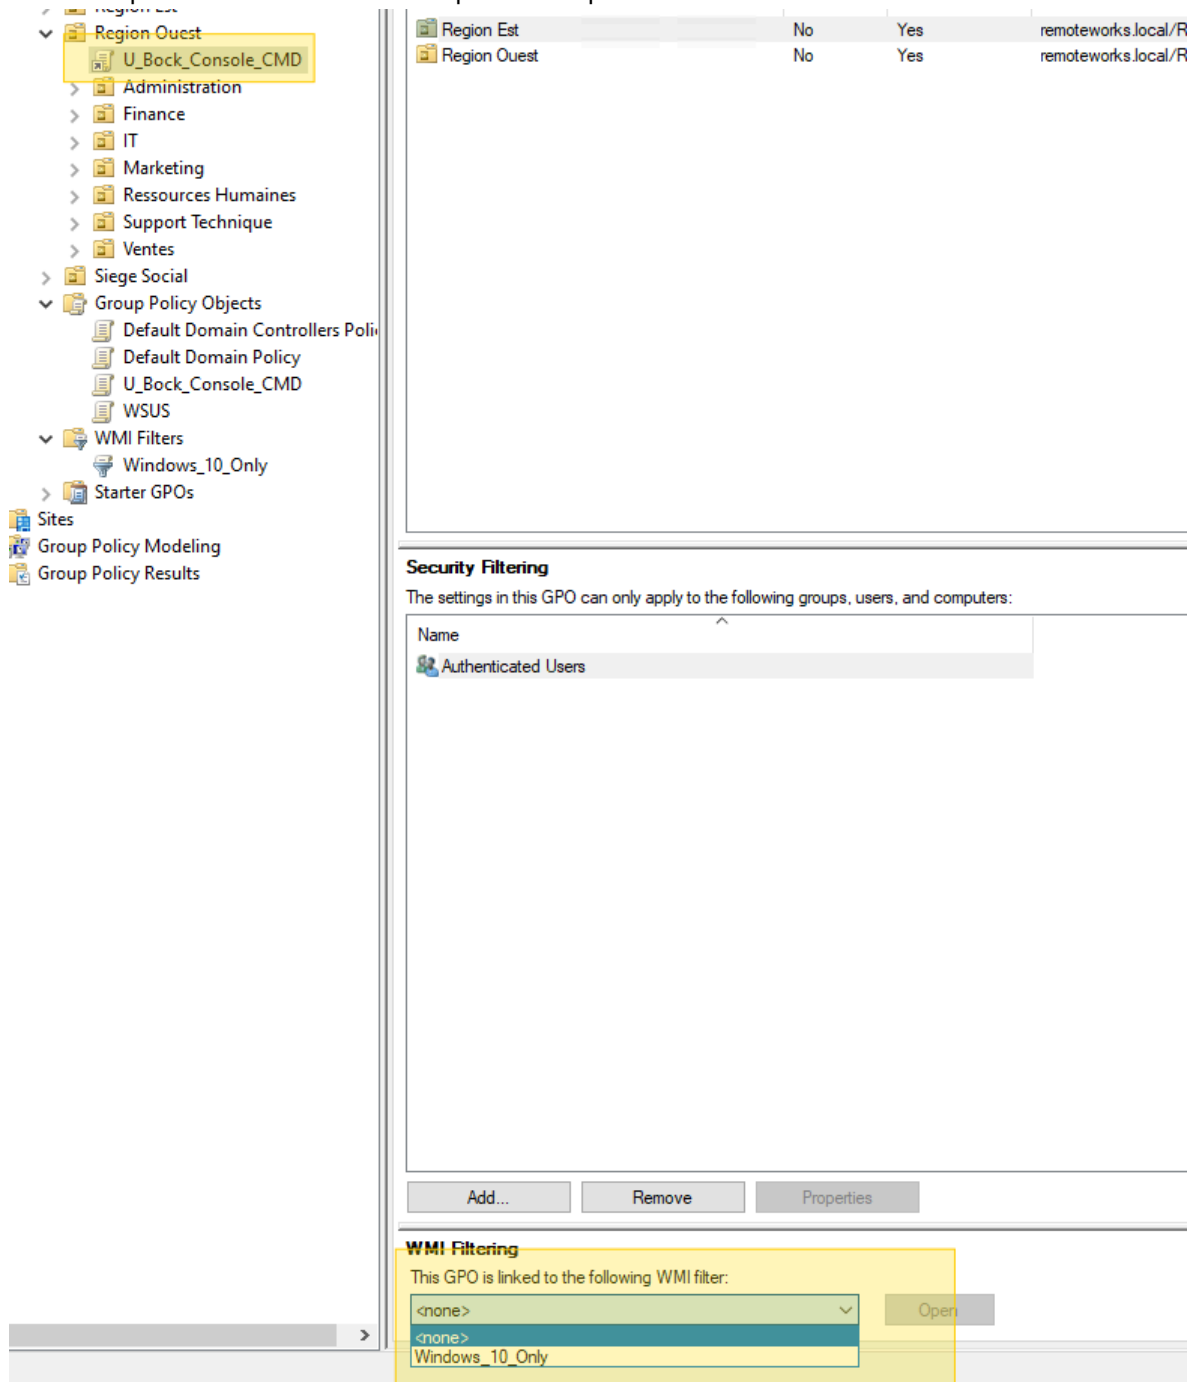 Region Est
Region Ouest
U_Bock_Console_CMD
Administration
Finance
IT
Marketing
Ressources Humaines
Support Technique
Ventes
Siege Social
Group Policy Objects
Default Domain Controllers Poli
Default Domain Policy
U_Bock_Console_CMD
WSUS
WMI Filters
Windows_10_Only
Starter GPOs
Sites
Group Policy Modeling
Group Policy Results
Region Est No Yes remoteworks.local/R
Region Ouest No Yes remoteworks.local/R
Security Filtering
The settings in this GPO can only apply to the following groups, users, and computers:
Name
Authenticated Users
Add... Remove Properties
WMI Filtering
This GPO is linked to the following WMI filter:
<none> Open
<none>
Windows_10_Only